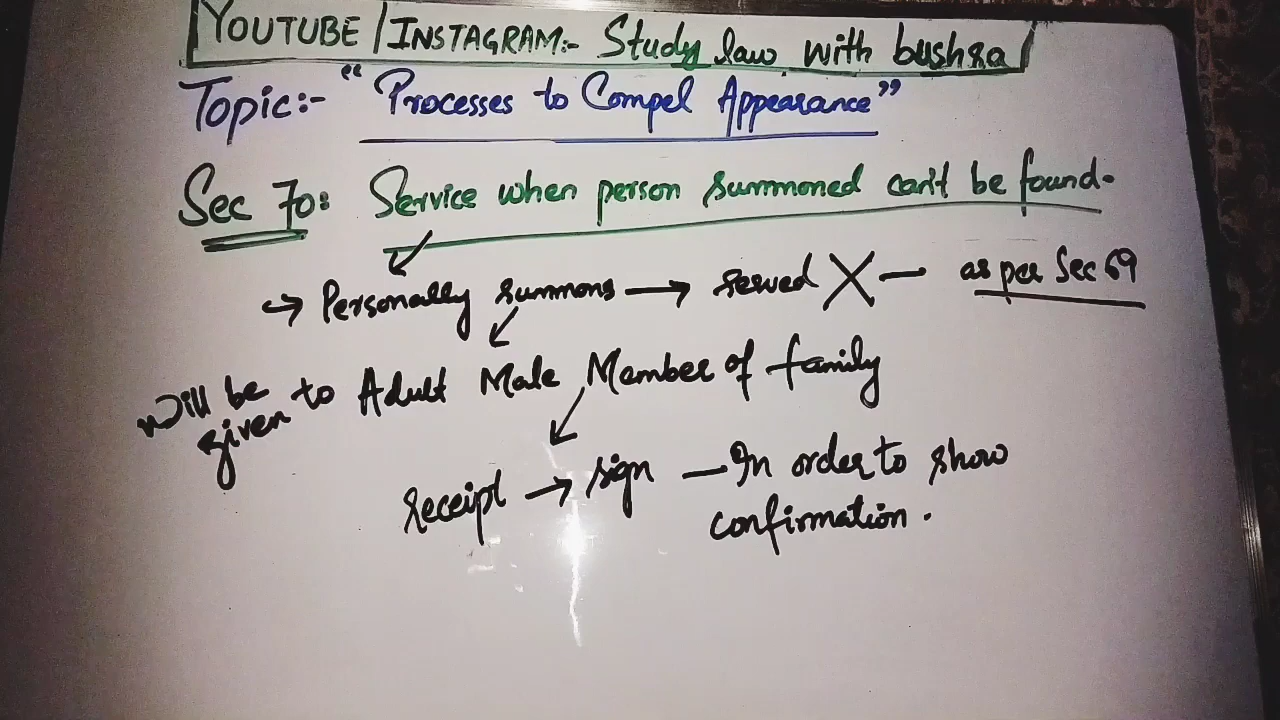 YOUTUBE / INSTAGRAM:- Study law with bushra
Topic:- "Processes to Compel Appearance"
Sec 70: Service when person summoned can't be found.
↪ Personally summons → served X — as per Sec 69
will be given to Adult Male Member of family
receipt → sign — In order to show
confirmation.